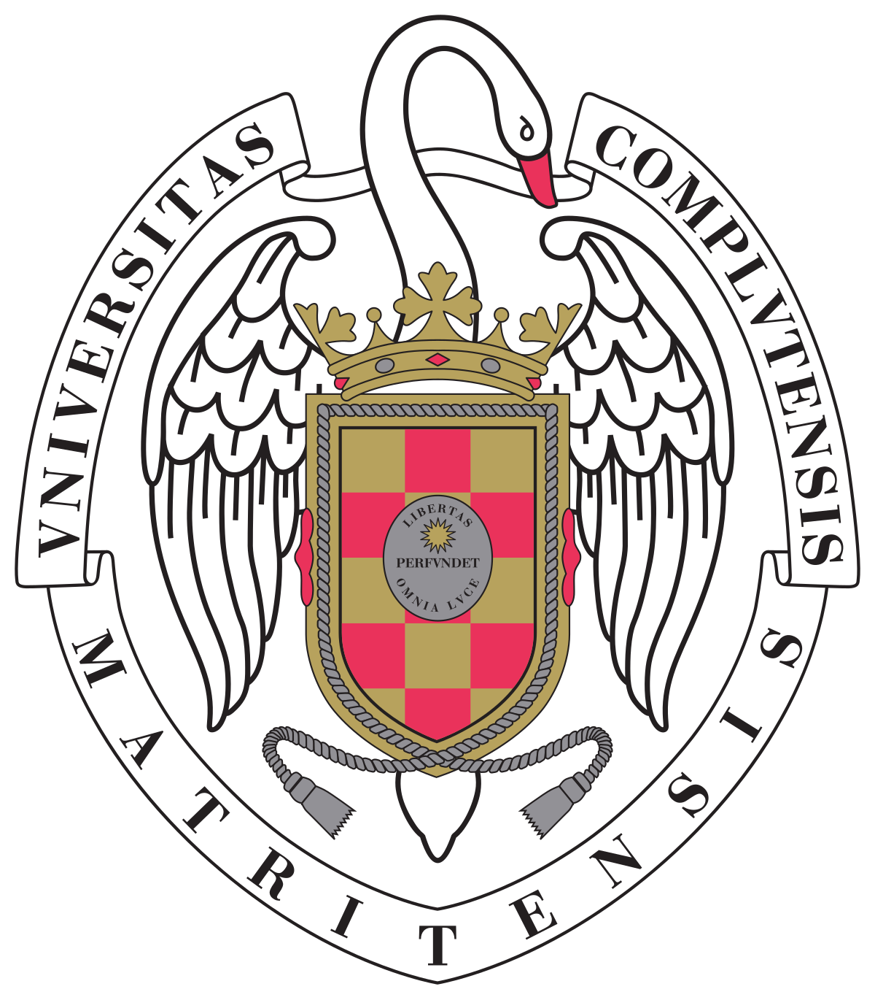 VNIVERSITAS
COMPLVTENSIS
MATRITENSIS
LIBERTAS
PERFVNDET
OMNIA LVCE